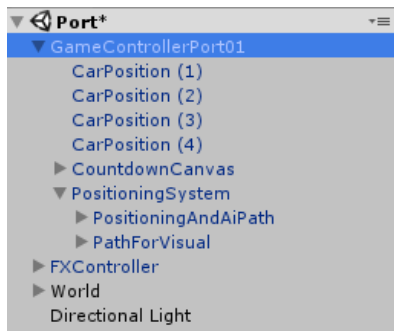 Port*
GameControllerPort01
CarPosition (1)
CarPosition (2)
CarPosition (3)
CarPosition (4)
CountdownCanvas
PositioningSystem
PositioningAndAiPath
PathForVisual
FXController
World
Directional Light